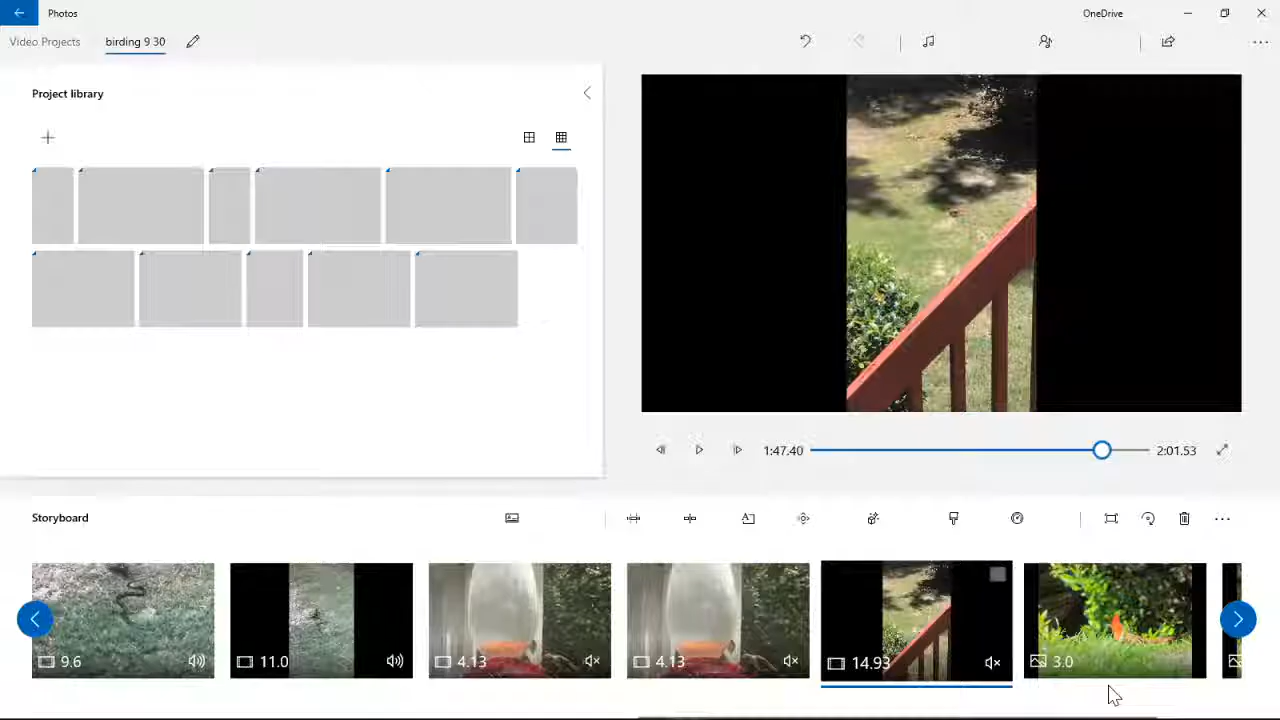 Photos
OneDrive
Video Projects
birding 9 30
Project library
1:47.40
2:01.53
Storyboard
9.6
11.0
4.13
4.13
14.93
3.0